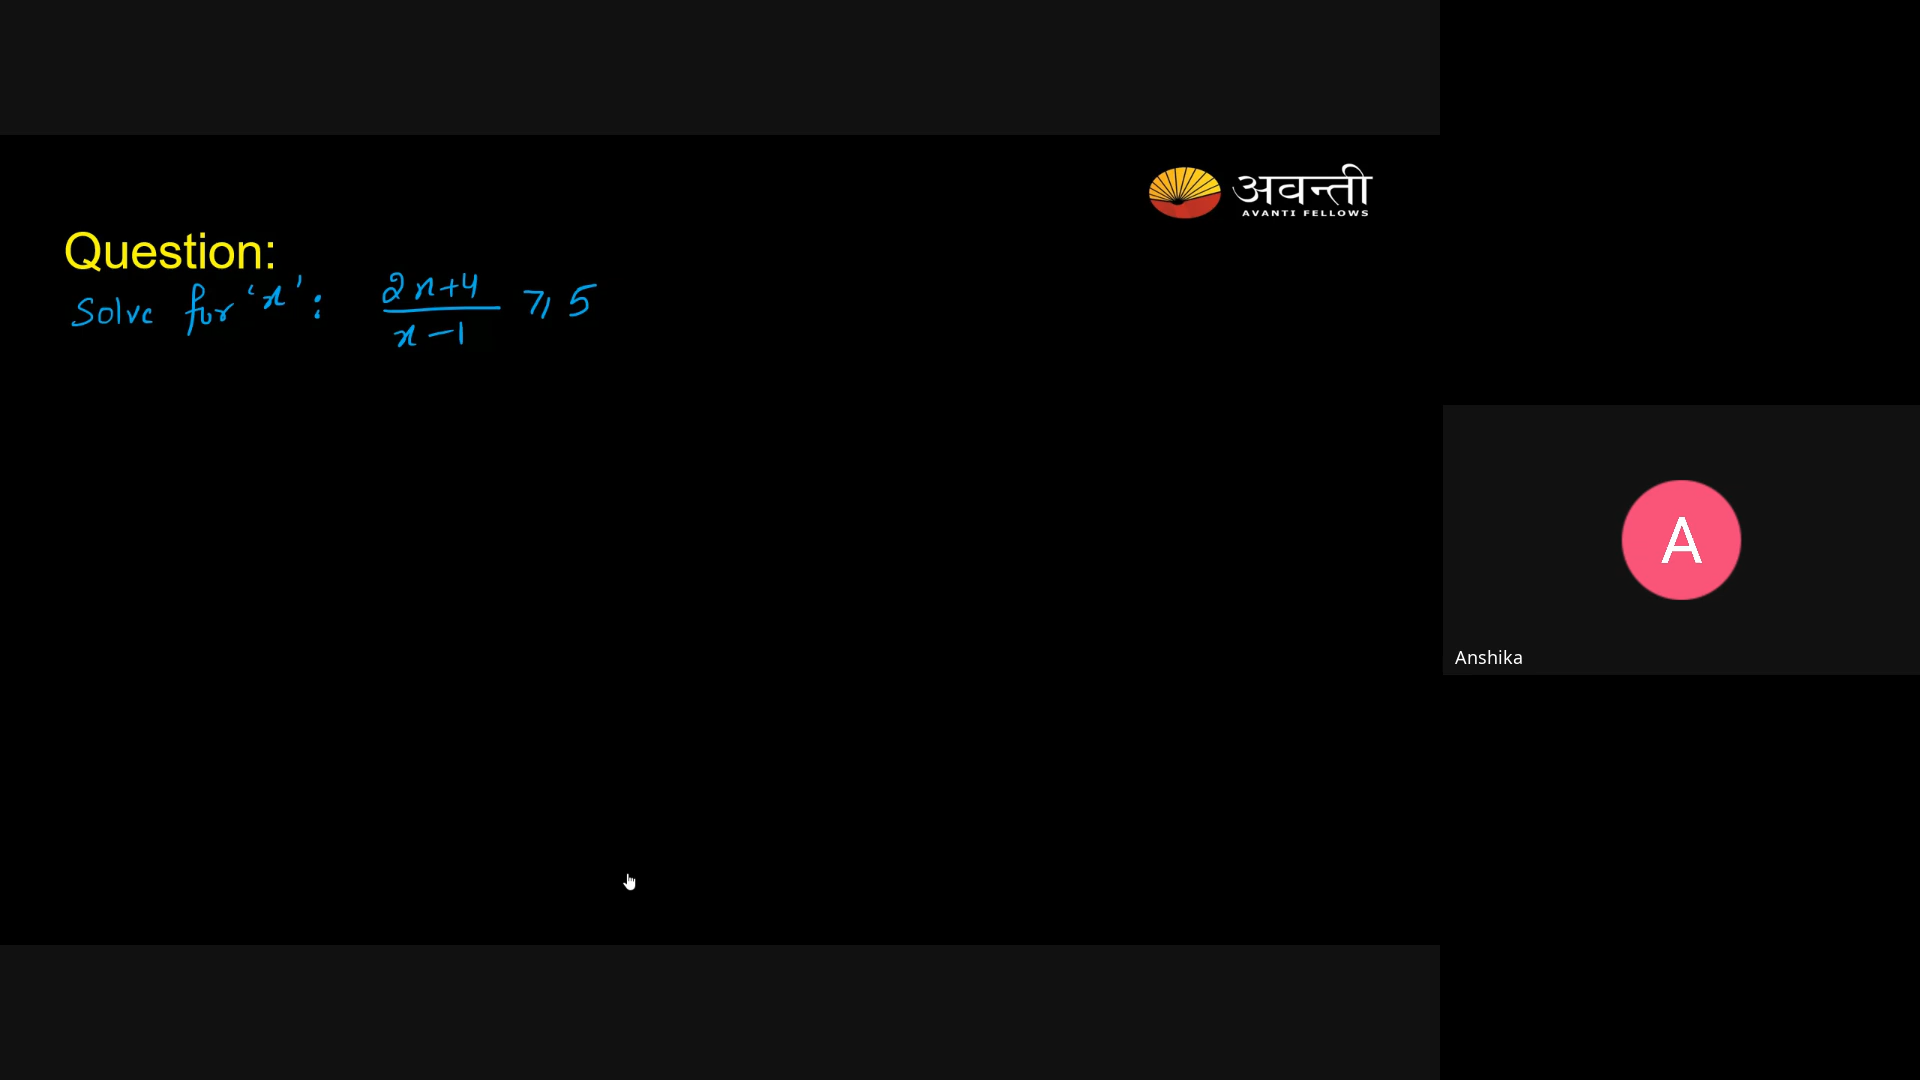 अवन्ती
AVANTI FELLOWS
Question:
Solve for 'x': (2x+4)/(x-1) ≥ 5
A
Anshika